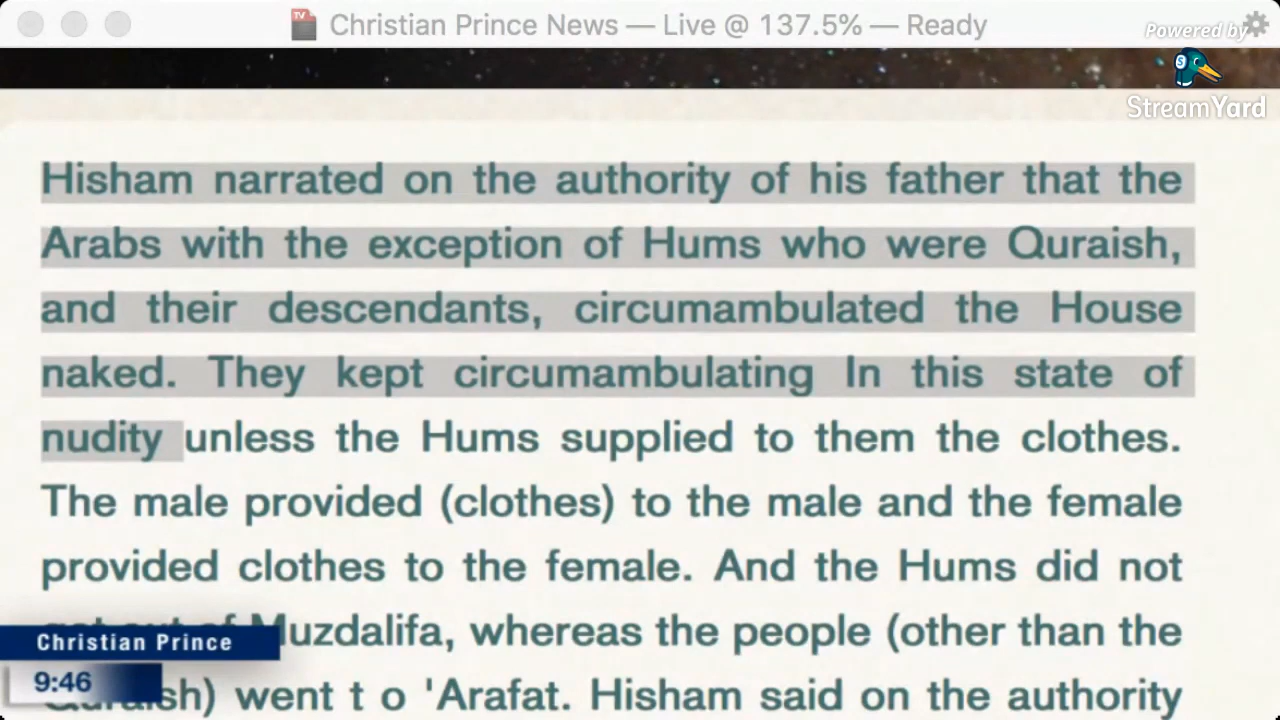 TV
Christian Prince News — Live @ 137.5% — Ready
Powered by
S
StreamYard
Hisham narrated on the authority of his father that the
Arabs with the exception of Hums who were Quraish,
and their descendants, circumambulated the House
naked. They kept circumambulating In this state of
nudity unless the Hums supplied to them the clothes.
The male provided (clothes) to the male and the female
provided clothes to the female. And the Hums did not
Muzdalifa, whereas the people (other than the
went t o 'Arafat. Hisham said on the authority
Christian Prince
9:46